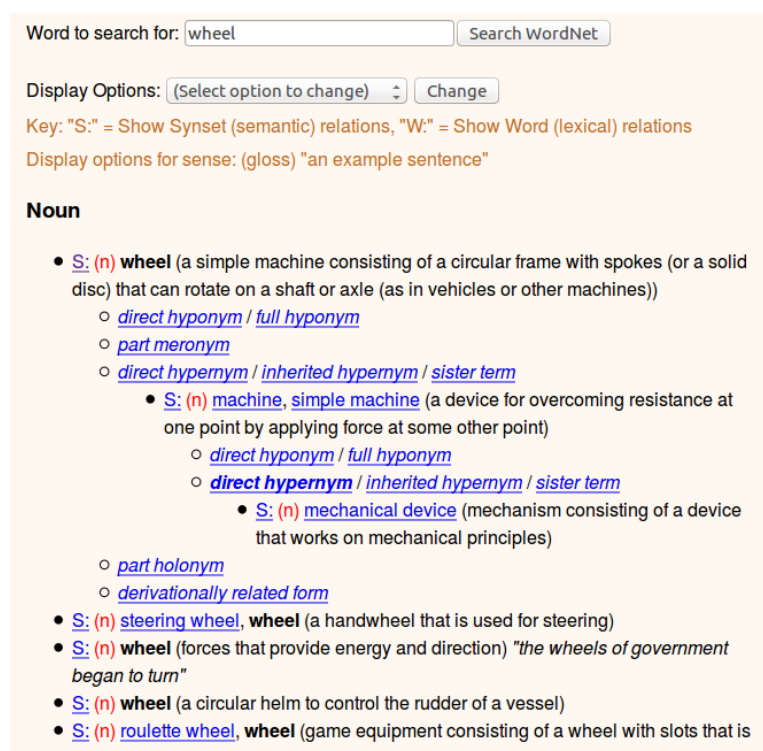 Word to search for: wheel Search WordNet
Display Options: (Select option to change) Change
Key: "S:" = Show Synset (semantic) relations, "W:" = Show Word (lexical) relations
Display options for sense: (gloss) "an example sentence"
Noun
S: (n) wheel (a simple machine consisting of a circular frame with spokes (or a solid
disc) that can rotate on a shaft or axle (as in vehicles or other machines))
direct hyponym / full hyponym
part meronym
direct hypernym / inherited hypernym / sister term
S: (n) machine, simple machine (a device for overcoming resistance at
one point by applying force at some other point)
direct hyponym / full hyponym
direct hypernym / inherited hypernym / sister term
S: (n) mechanical device (mechanism consisting of a device
that works on mechanical principles)
part holonym
derivationally related form
S: (n) steering wheel, wheel (a handwheel that is used for steering)
S: (n) wheel (forces that provide energy and direction) "the wheels of government
began to turn"
S: (n) wheel (a circular helm to control the rudder of a vessel)
S: (n) roulette wheel, wheel (game equipment consisting of a wheel with slots that is